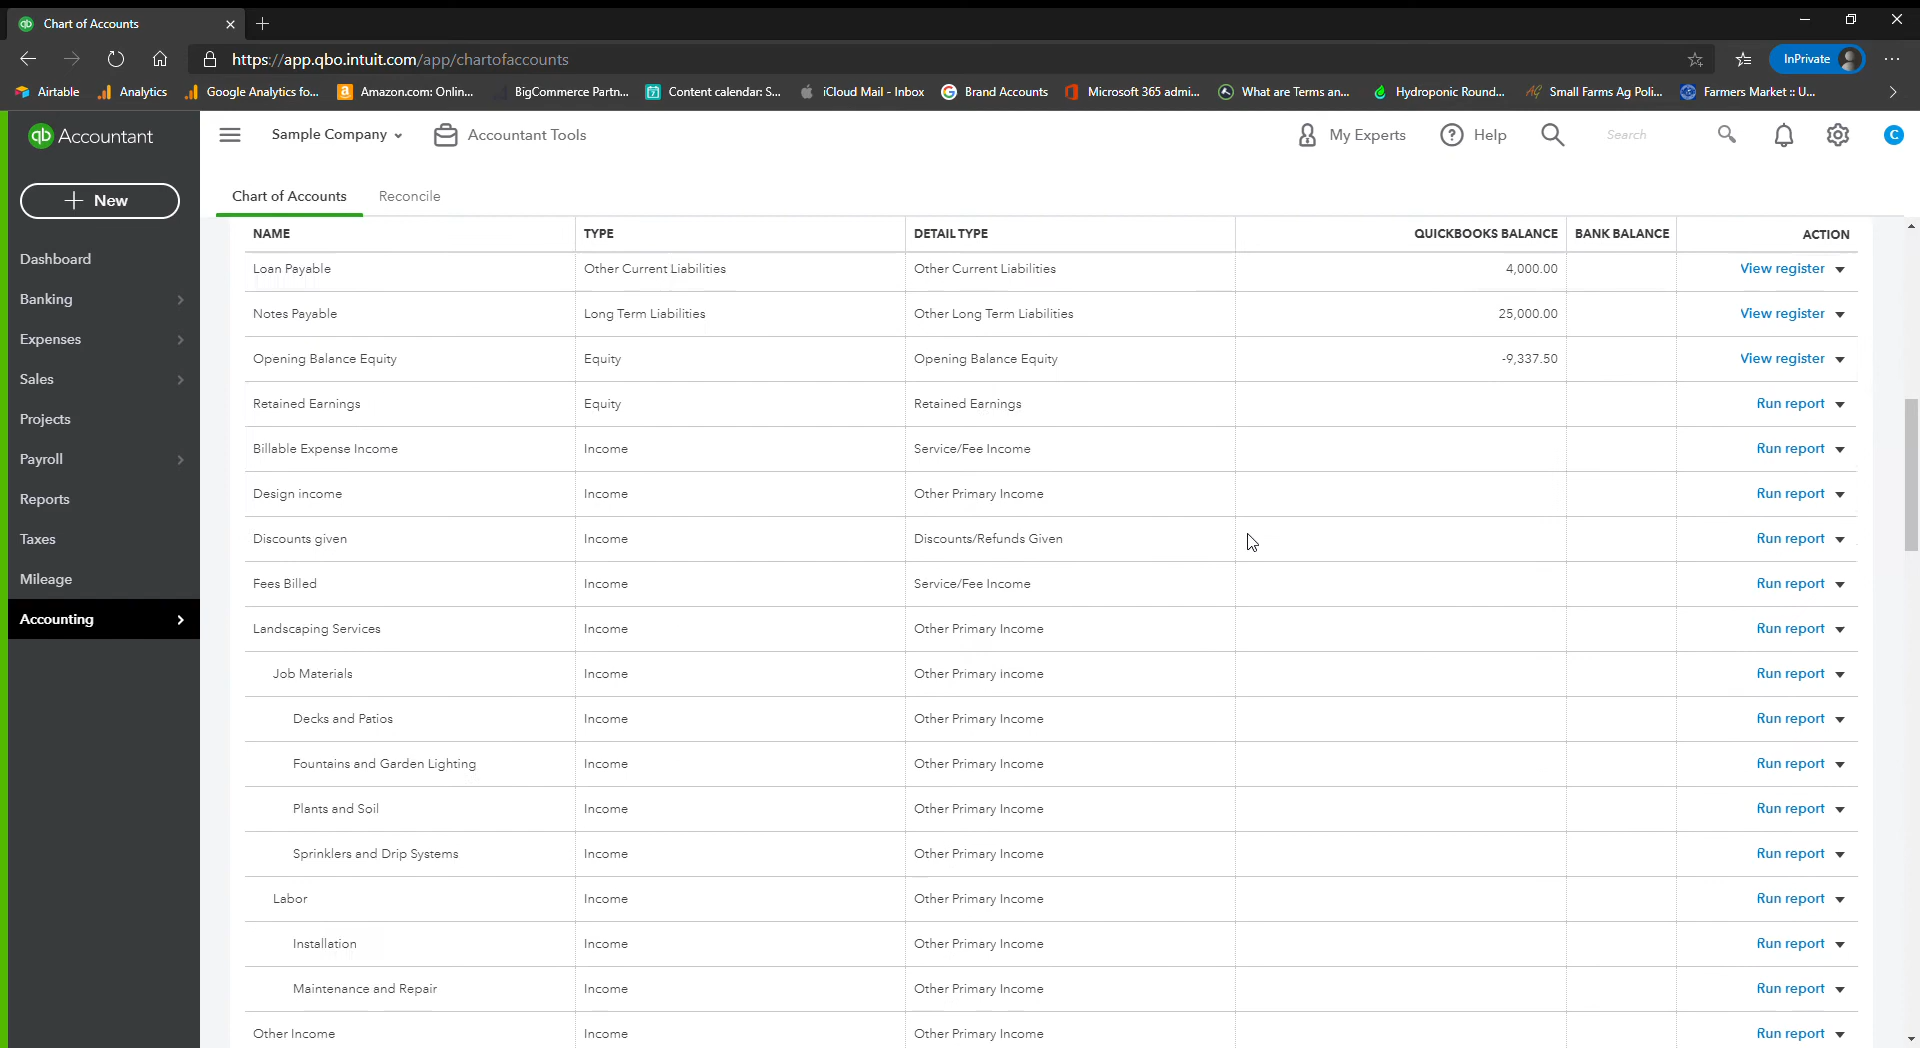 Chart of Accounts
https://app.qbo.intuit.com/app/chartofaccounts
InPrivate
Airtable Analytics Google Analytics fo... Amazon.com: Onlin... BigCommerce Partn... Content calendar: S... iCloud Mail - Inbox Brand Accounts Microsoft 365 admi... What are Terms an... Hydroponic Round... Small Farms Ag Poli... Farmers Market :: U...
qb Accountant
Sample Company Accountant Tools My Experts Help Search C
+ New
Chart of Accounts Reconcile
Dashboard
Banking
Expenses
Sales
Projects
Payroll
Reports
Taxes
Mileage
Accounting
NAME TYPE DETAIL TYPE QUICKBOOKS BALANCE BANK BALANCE ACTION
Loan Payable Other Current Liabilities Other Current Liabilities 4,000.00 View register
Notes Payable Long Term Liabilities Other Long Term Liabilities 25,000.00 View register
Opening Balance Equity Equity Opening Balance Equity -9,337.50 View register
Retained Earnings Equity Retained Earnings Run report
Billable Expense Income Income Service/Fee Income Run report
Design income Income Other Primary Income Run report
Discounts given Income Discounts/Refunds Given Run report
Fees Billed Income Service/Fee Income Run report
Landscaping Services Income Other Primary Income Run report
Job Materials Income Other Primary Income Run report
Decks and Patios Income Other Primary Income Run report
Fountains and Garden Lighting Income Other Primary Income Run report
Plants and Soil Income Other Primary Income Run report
Sprinklers and Drip Systems Income Other Primary Income Run report
Labor Income Other Primary Income Run report
Installation Income Other Primary Income Run report
Maintenance and Repair Income Other Primary Income Run report
Other Income Income Other Primary Income Run report